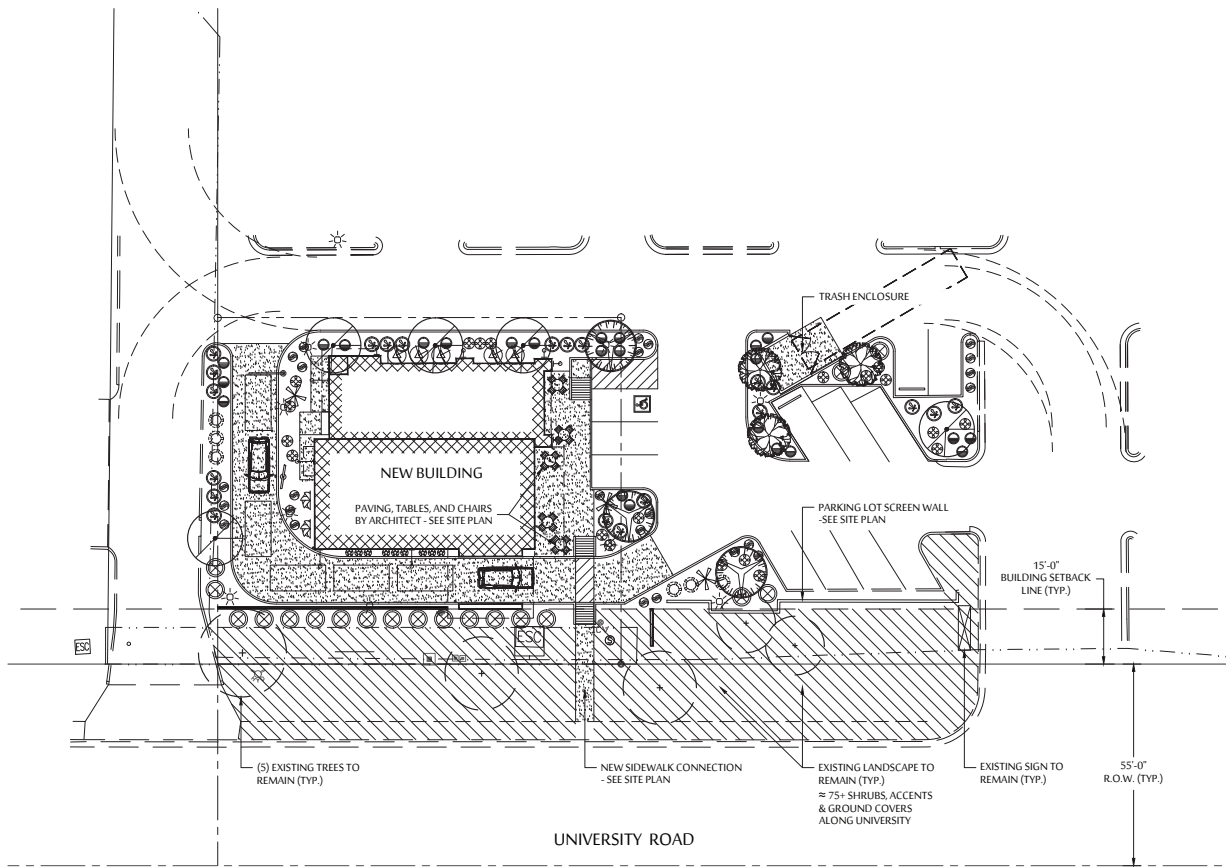 TRASH ENCLOSURE
NEW BUILDING
PAVING, TABLES, AND CHAIRS
BY ARCHITECT - SEE SITE PLAN
PARKING LOT SCREEN WALL
-SEE SITE PLAN
15'-0"
BUILDING SETBACK
LINE (TYP.)
ESC
ESC
S
(5) EXISTING TREES TO
REMAIN (TYP.)
NEW SIDEWALK CONNECTION
- SEE SITE PLAN
EXISTING LANDSCAPE TO
REMAIN (TYP.)
≈ 75+ SHRUBS, ACCENTS
& GROUND COVERS
ALONG UNIVERSITY
EXISTING SIGN TO
REMAIN (TYP.)
55'-0"
R.O.W. (TYP.)
UNIVERSITY ROAD